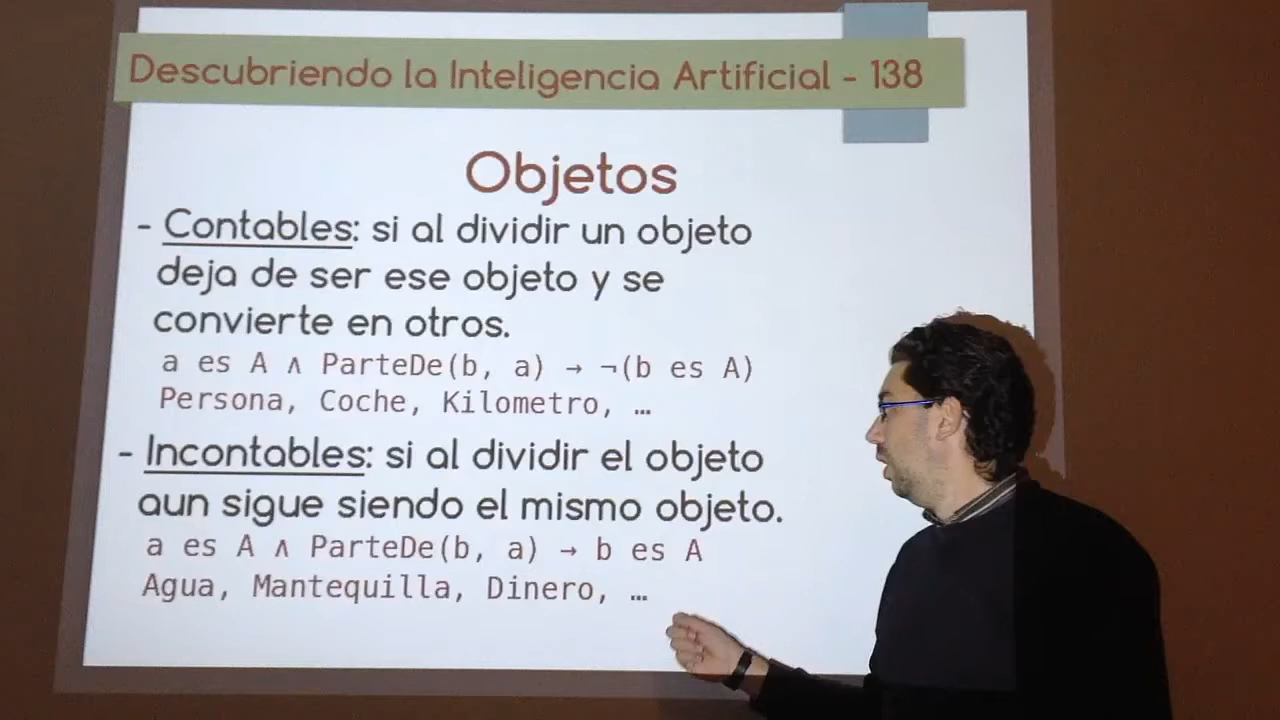 Descubriendo la Inteligencia Artificial - 138
Objetos
- Contables: si al dividir un objeto
deja de ser ese objeto y se
convierte en otros.
a es A ∧ ParteDe(b, a) → ¬(b es A)
Persona, Coche, Kilometro, …
- Incontables: si al dividir el objeto
aun sigue siendo el mismo objeto.
a es A ∧ ParteDe(b, a) → b es A
Agua, Mantequilla, Dinero, …